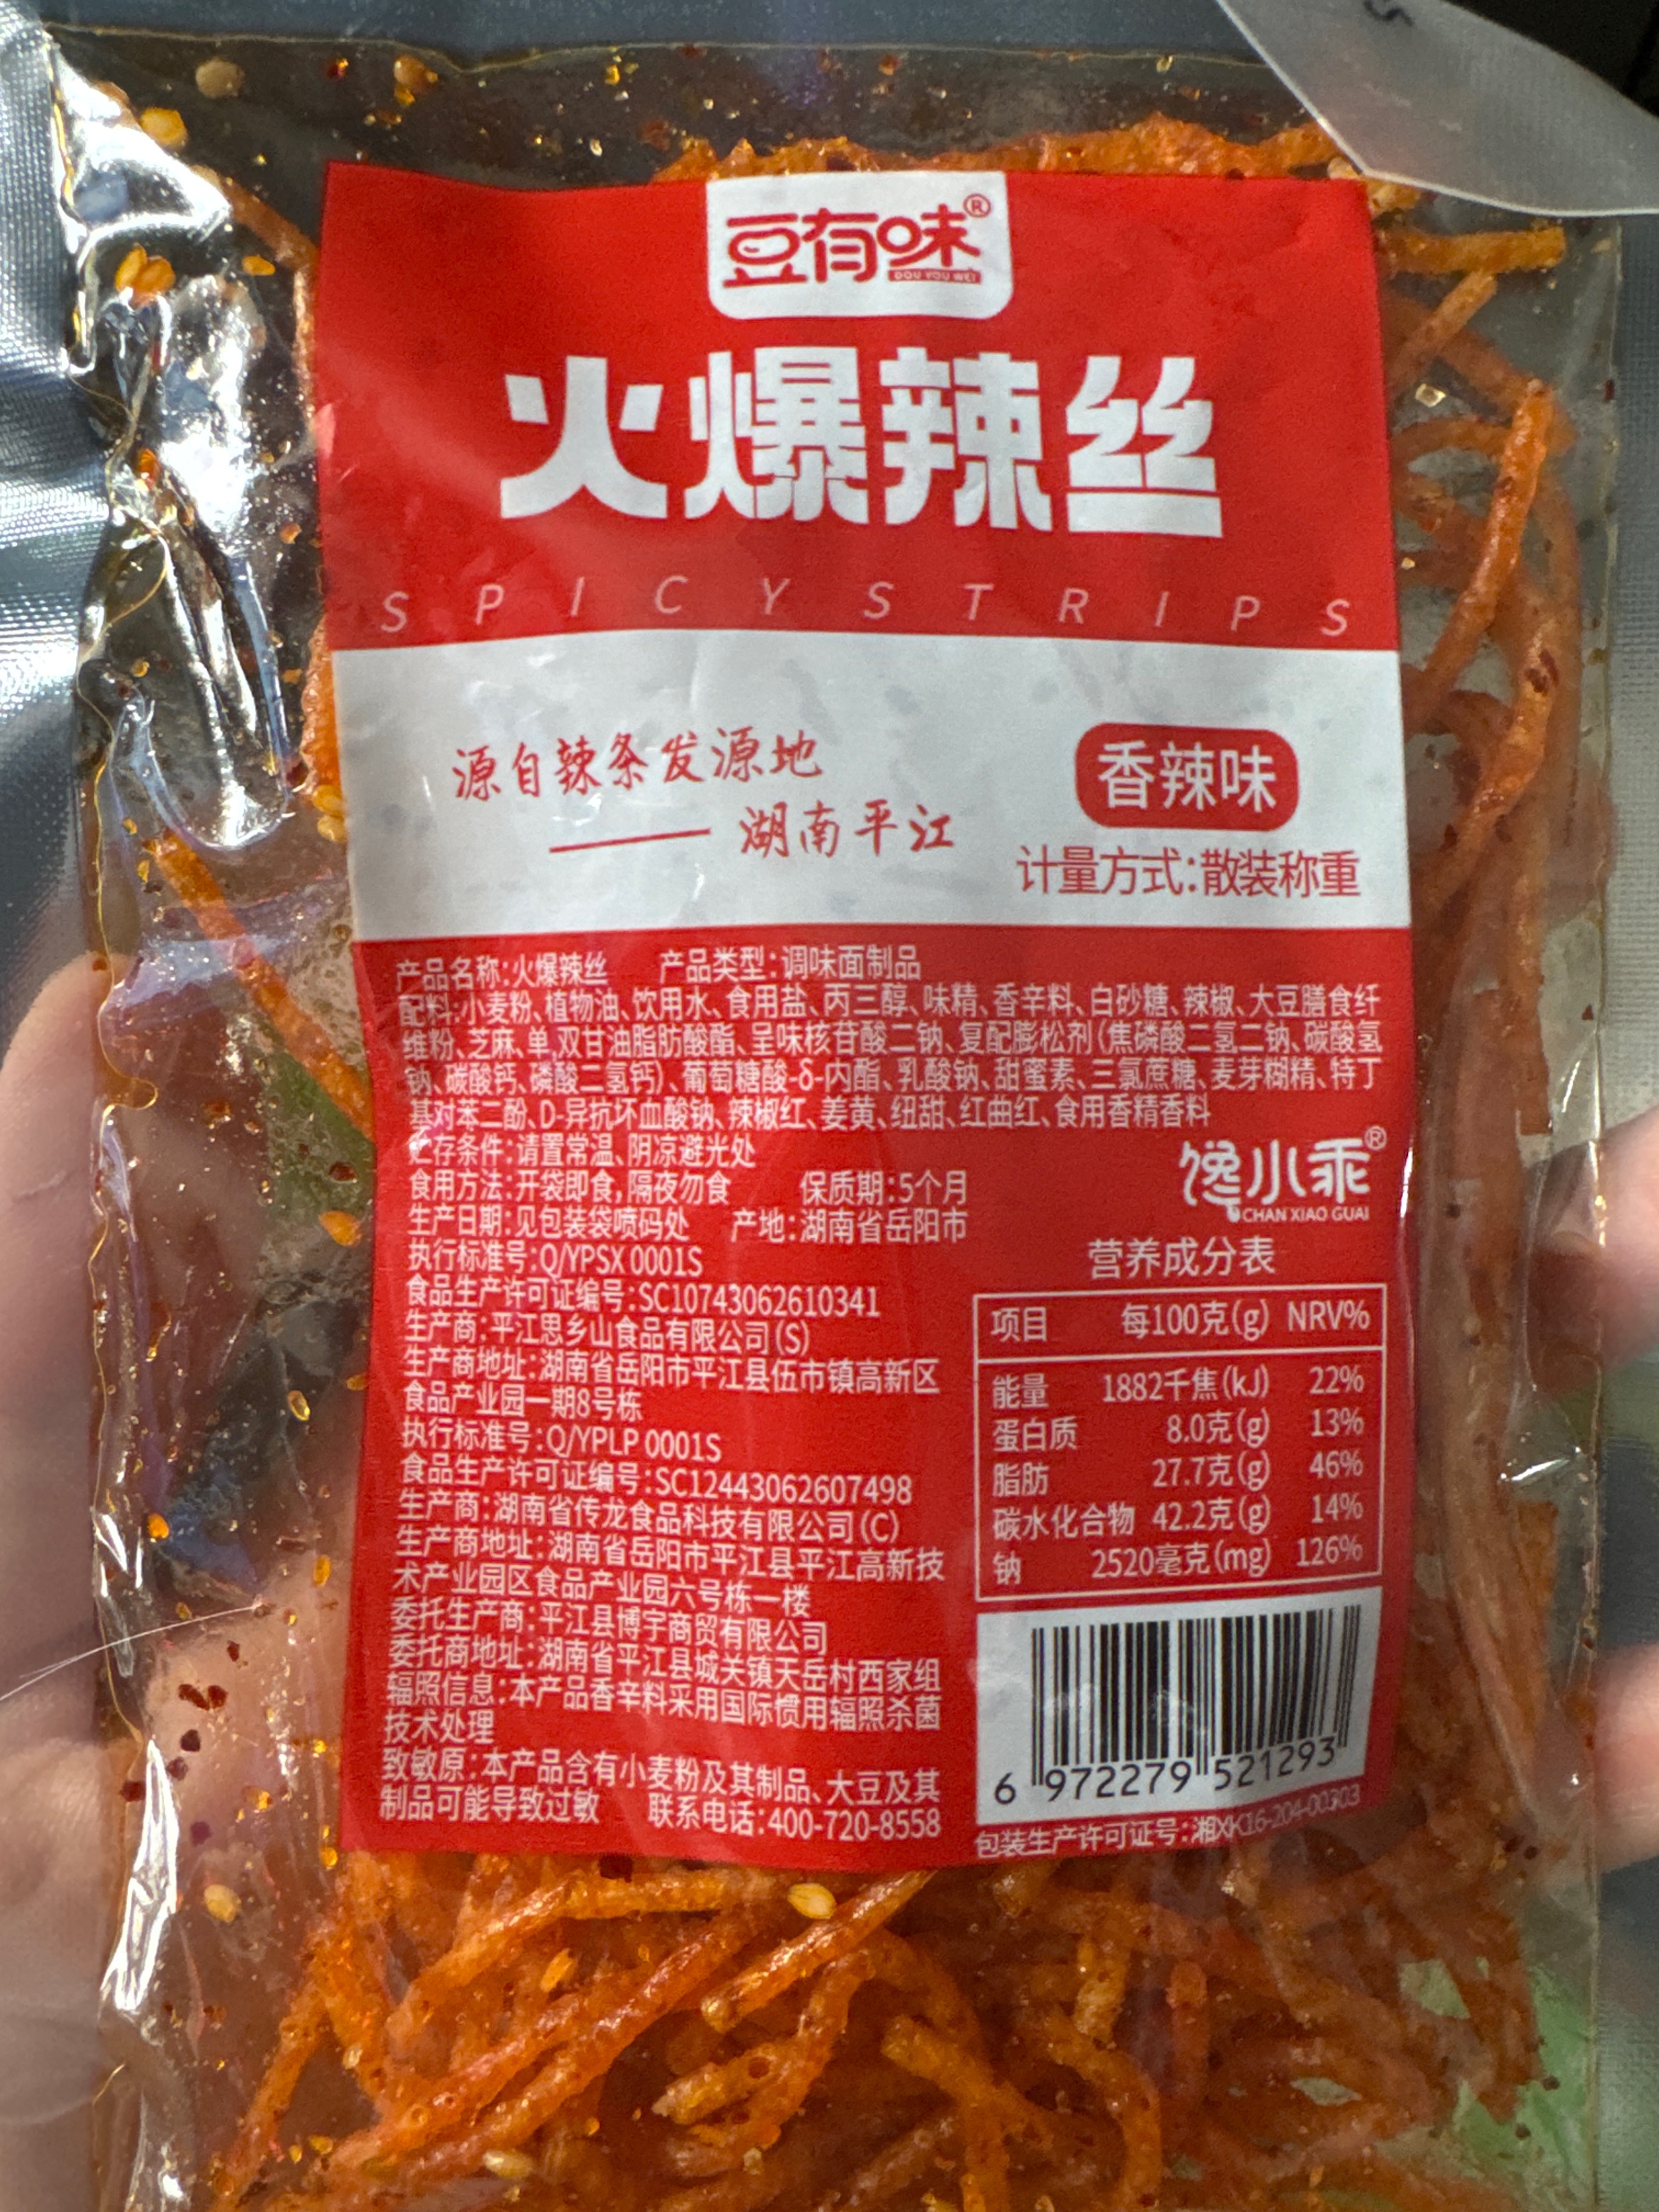 豆有味®
DOU YOU WEI
火爆辣丝
SPICYSTRIPS
源自辣条发源地
——湖南平江
香辣味
计量方式:散装称重
产品名称:火爆辣丝 产品类型:调味面制品
配料:小麦粉、植物油、饮用水、食用盐、丙三醇、味精、香辛料、白砂糖、辣椒、大豆膳食纤
维粉、芝麻、单,双甘油脂肪酸酯、呈味核苷酸二钠、复配膨松剂(焦磷酸二氢二钠、碳酸氢
钠、碳酸钙、磷酸二氢钙)、葡萄糖酸-δ-内酯、乳酸钠、甜蜜素、三氯蔗糖、麦芽糊精、特丁
基对苯二酚、D-异抗坏血酸钠、辣椒红、姜黄、纽甜、红曲红、食用香精香料
贮存条件:请置常温、阴凉避光处
食用方法:开袋即食,隔夜勿食 保质期:5个月
生产日期:见包装袋喷码处 产地:湖南省岳阳市
执行标准号:Q/YPSX 0001S
食品生产许可证编号:SC10743062610341
生产商:平江思乡山食品有限公司(S)
生产商地址:湖南省岳阳市平江县伍市镇高新区
食品产业园一期8号栋
执行标准号:Q/YPLP 0001S
食品生产许可证编号:SC12443062607498
生产商:湖南省传龙食品科技有限公司(C)
生产商地址:湖南省岳阳市平江县平江高新技
术产业园区食品产业园六号栋一楼
委托生产商:平江县博宇商贸有限公司
委托商地址:湖南省平江县城关镇天岳村西家组
辐照信息:本产品香辛料采用国际惯用辐照杀菌
技术处理
致敏原:本产品含有小麦粉及其制品、大豆及其
制品可能导致过敏 联系电话:400-720-8558
馋小乖®
CHAN XIAO GUAI
营养成分表
项目 每100克(g) NRV%
能量 1882千焦(kJ) 22%
蛋白质 8.0克(g) 13%
脂肪 27.7克(g) 46%
碳水化合物 42.2克(g) 14%
钠 2520毫克(mg) 126%
6 972279 521293
包装生产许可证号:湘XK16-204-00303